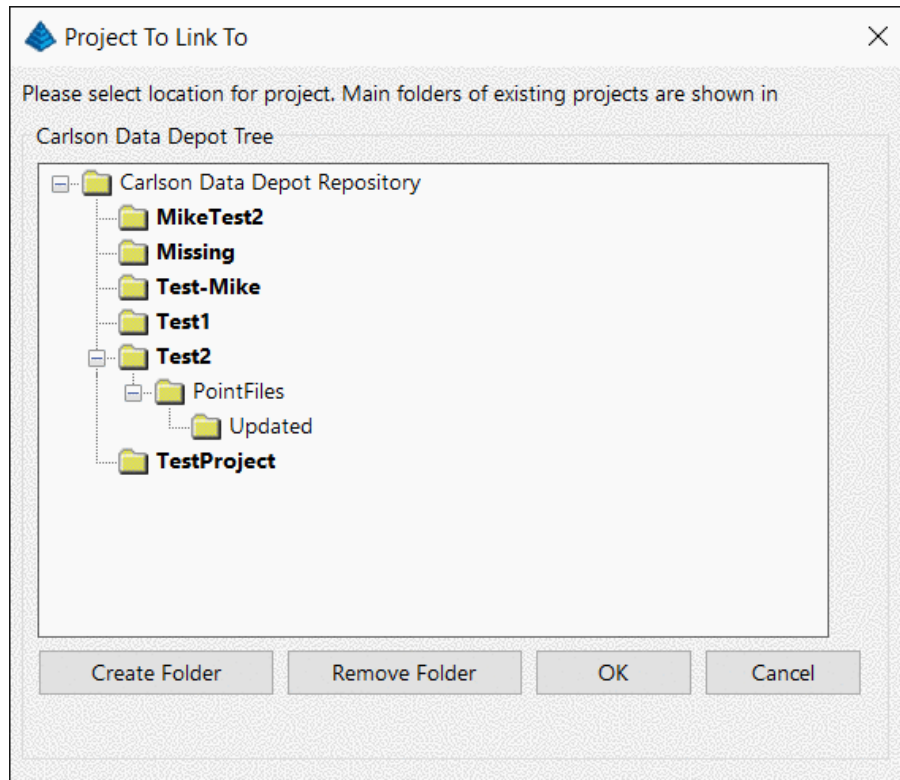 Project To Link To
Please select location for project. Main folders of existing projects are shown in
Carlson Data Depot Tree
Carlson Data Depot Repository
MikeTest2
Missing
Test-Mike
Test1
Test2
PointFiles
Updated
TestProject
Create Folder Remove Folder OK Cancel